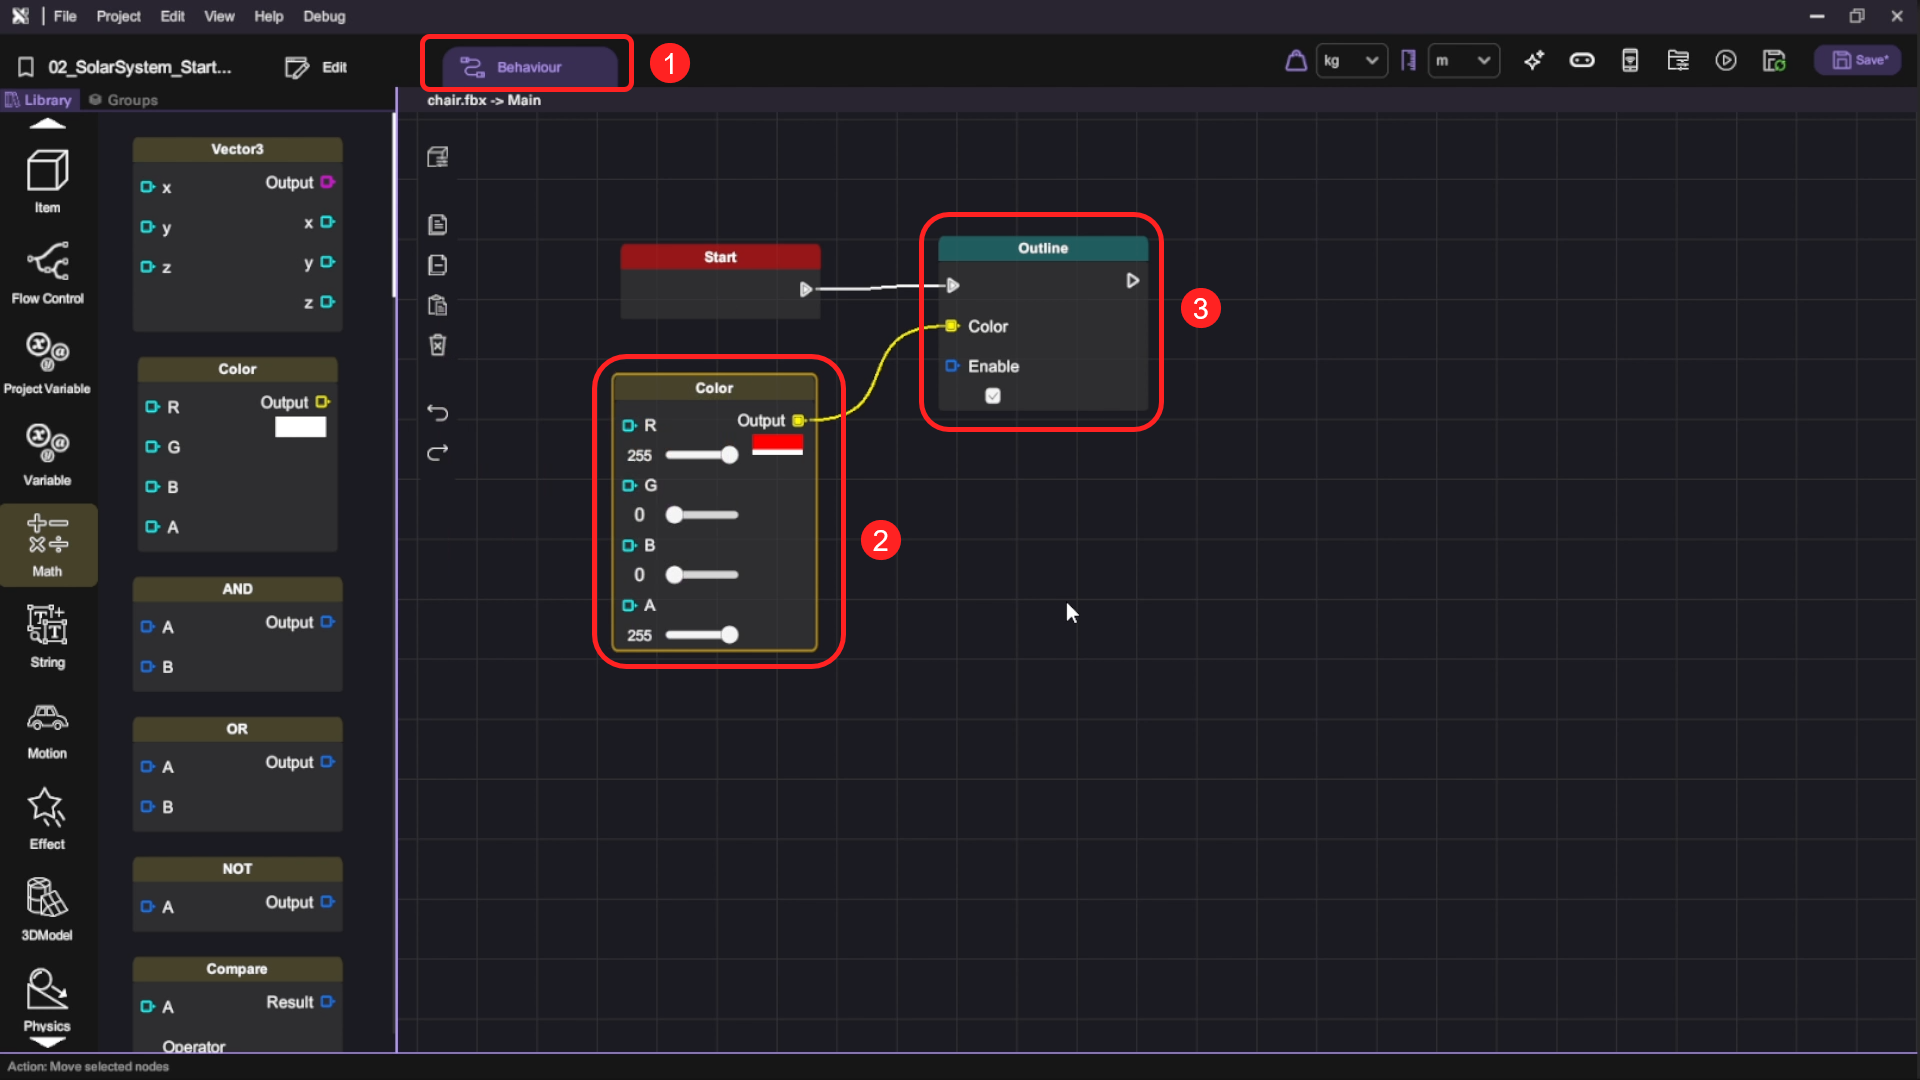 File Project Edit View Help Debug
02_SolarSystem_Start... Edit Behaviour 1 kg m Save*
Library Groups
chair.fbx -> Main
Item
Flow Control
Project Variable
Variable
Math
String
Motion
Effect
3DModel
Physics
Vector3
x Output
y x
z y
z
Color
R Output
G
B
A
AND
A Output
B
OR
A Output
B
NOT
A Output
Compare
A Result
Operator
Start
Outline
Color
Enable
3
Color
R Output
255
G
0
B
0
A
255
2
Action: Move selected nodes